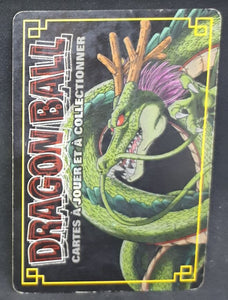 DRAGON BALL
CARTES À JOUER ET À COLLECTIONNER